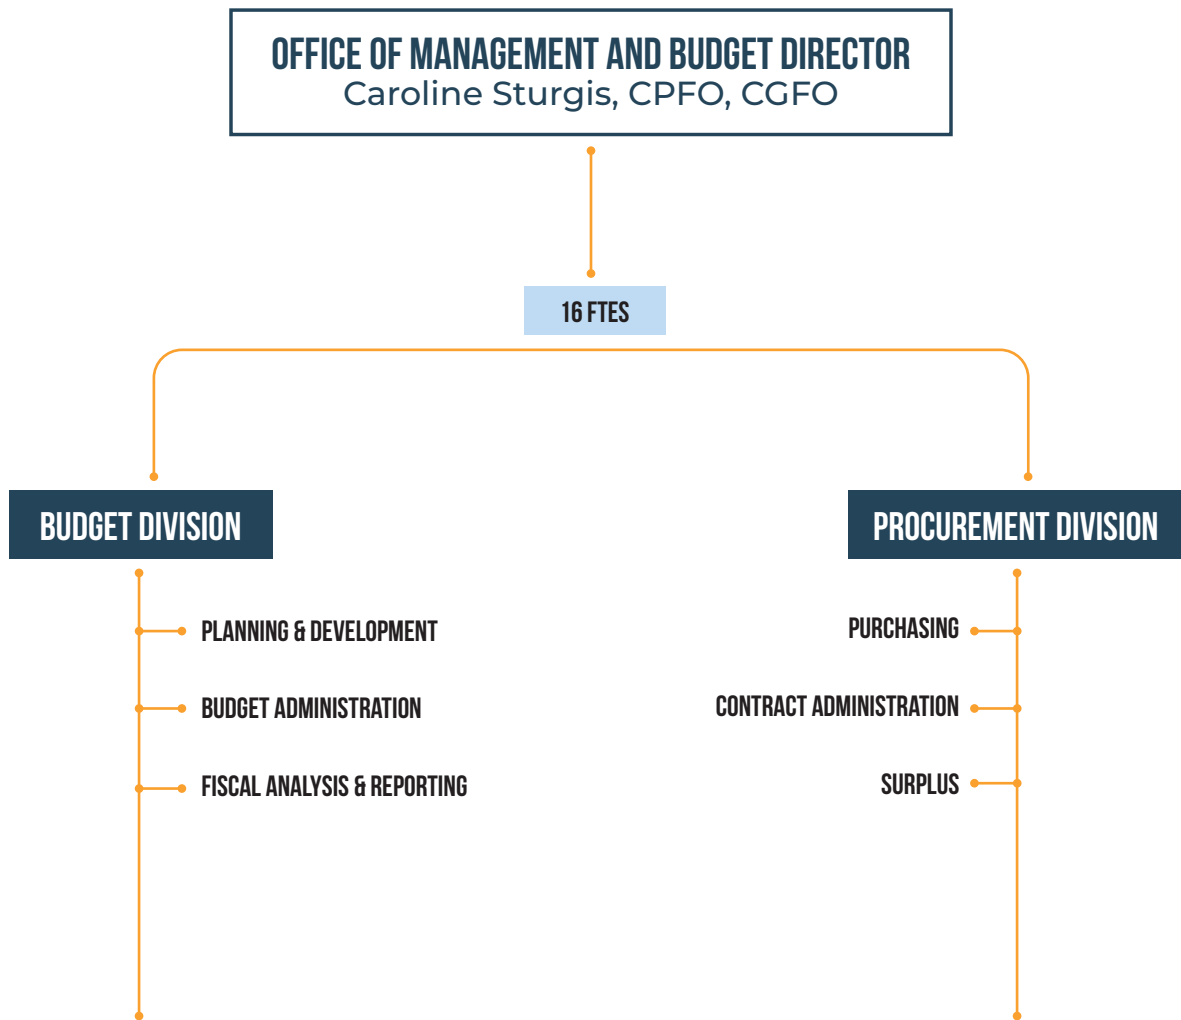 OFFICE OF MANAGEMENT AND BUDGET DIRECTOR
Caroline Sturgis, CPFO, CGFO
16 FTES
BUDGET DIVISION
PLANNING & DEVELOPMENT
BUDGET ADMINISTRATION
FISCAL ANALYSIS & REPORTING
PROCUREMENT DIVISION
PURCHASING
CONTRACT ADMINISTRATION
SURPLUS